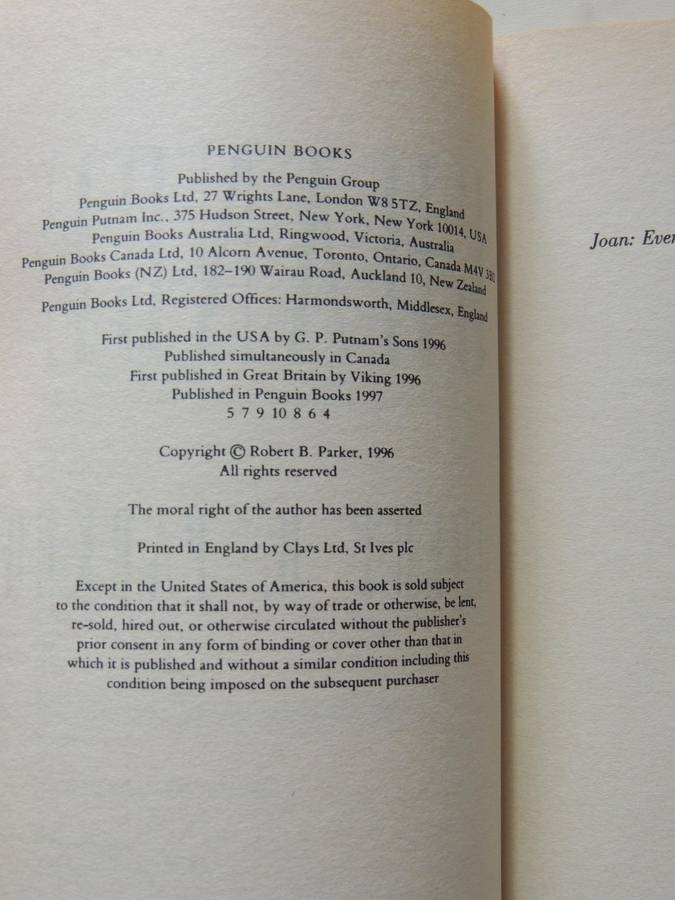 PENGUIN BOOKS
Published by the Penguin Group
Penguin Books Ltd, 27 Wrights Lane, London W8 5TZ, England
Penguin Putnam Inc., 375 Hudson Street, New York, New York 10014, USA
Penguin Books Australia Ltd, Ringwood, Victoria, Australia
Penguin Books Canada Ltd, 10 Alcorn Avenue, Toronto, Ontario, Canada M4V 3B2
Penguin Books (NZ) Ltd, 182–190 Wairau Road, Auckland 10, New Zealand
Penguin Books Ltd, Registered Offices: Harmondsworth, Middlesex, England
First published in the USA by G. P. Putnam's Sons 1996
Published simultaneously in Canada
First published in Great Britain by Viking 1996
Published in Penguin Books 1997
5 7 9 10 8 6 4
Copyright © Robert B. Parker, 1996
All rights reserved
The moral right of the author has been asserted
Printed in England by Clays Ltd, St Ives plc
Except in the United States of America, this book is sold subject
to the condition that it shall not, by way of trade or otherwise, be lent,
re-sold, hired out, or otherwise circulated without the publisher's
prior consent in any form of binding or cover other than that in
which it is published and without a similar condition including this
condition being imposed on the subsequent purchaser
Joan: Ever